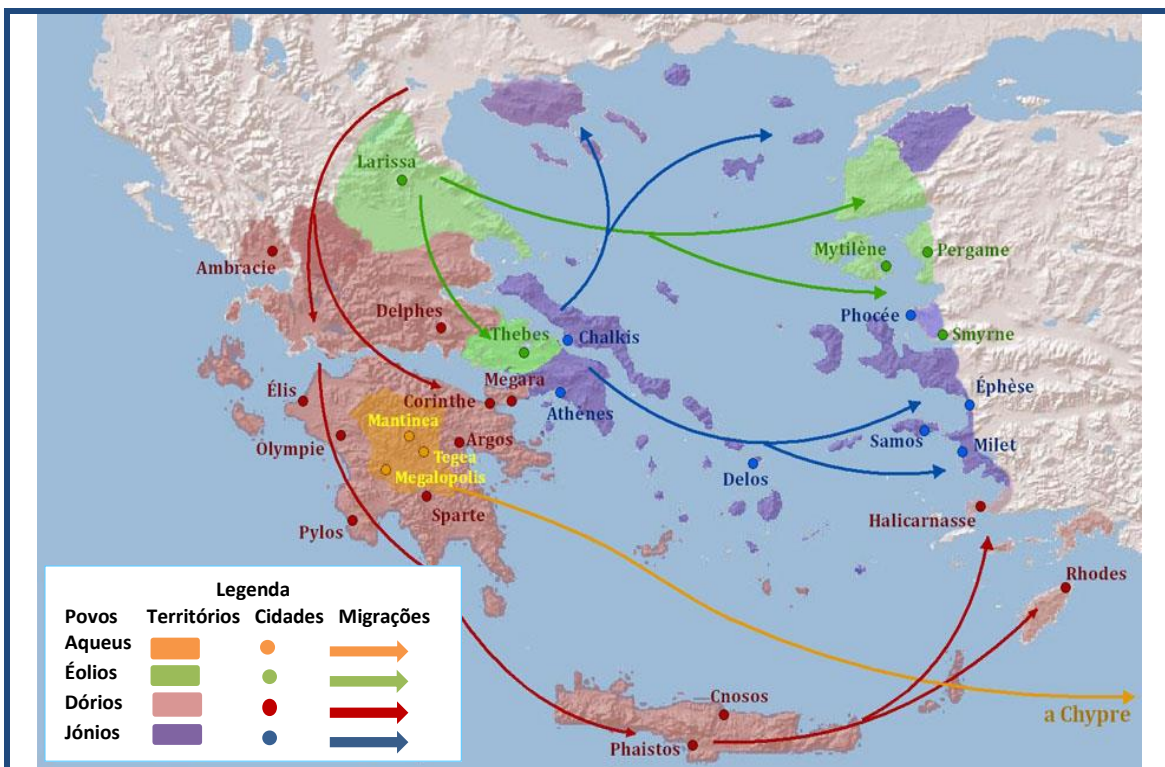 Larissa
Ambracie
Delphes
Thebes
Chalkis
Mytilène
Pergame
Phocée
Smyrne
Élis
Corinthe
Megara
Athènes
Éphèse
Mantinea
Olympie
Argos
Tegea
Megalopolis
Samos
Milet
Delos
Pylos
Sparte
Halicarnasse
Rhodes
Cnosos
Phaistos
a Chypre
Legenda
Povos Territórios Cidades Migrações
Aqueus
Éolios
Dórios
Jónios